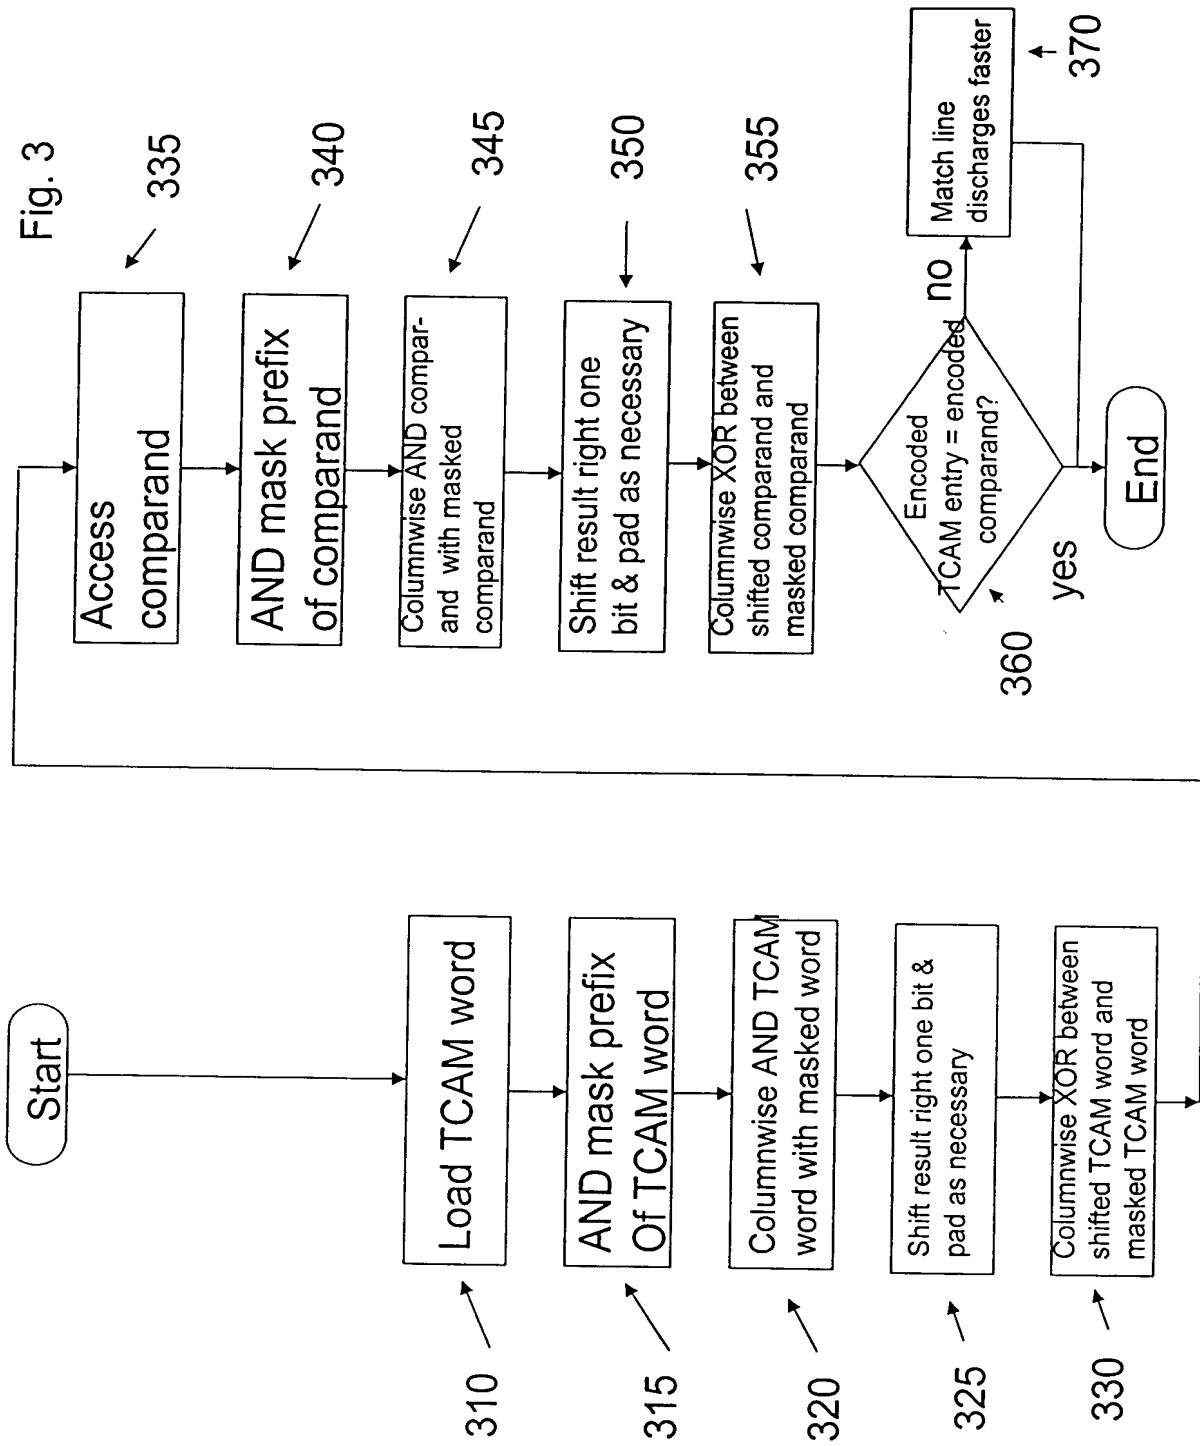 Fig. 3
Start
Load TCAM word
310
AND mask prefix
Of TCAM word
315
Columnwise AND TCAM
word with masked word
320
Shift result right one bit &
pad as necessary
325
Columnwise XOR between
shifted TCAM word and
masked TCAM word
330
Access
comparand
335
AND mask prefix
of comparand
340
Columnwise AND compar-
and with masked
comparand
345
Shift result right one
bit & pad as necessary
350
Columnwise XOR between
shifted comparand and
masked comparand
355
Encoded
TCAM entry = encoded
comparand?
360
no
yes
Match line
discharges faster
370
End